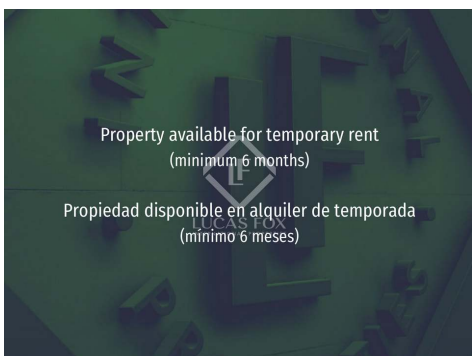 Property available for temporary rent
(minimum 6 months)
LF
Propiedad disponible en alquiler de temporada
LUCAS FOX
(mínimo 6 meses)